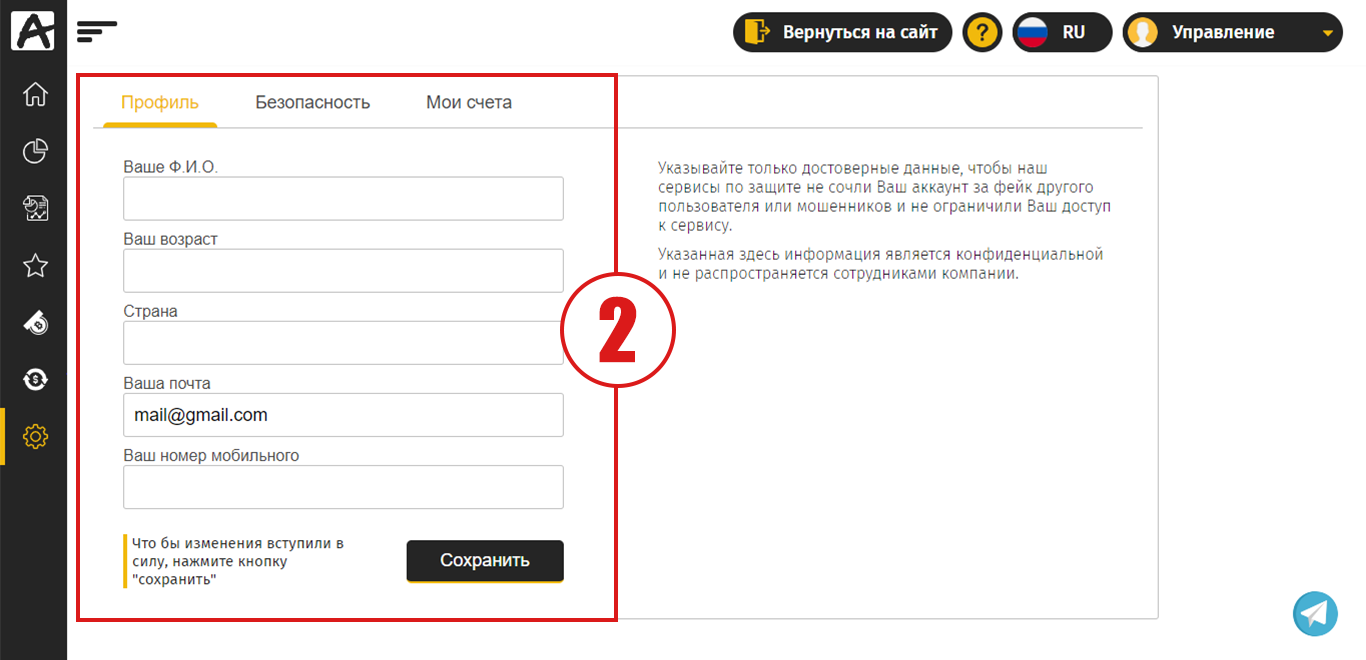 Вернуться на сайт
?
RU
Управление
Профиль
Безопасность
Мои счета
Ваше Ф.И.О.
Ваш возраст
Страна
Ваша почта
mail@gmail.com
Ваш номер мобильного
Что бы изменения вступили в
силу, нажмите кнопку
"сохранить"
Сохранить
2
Указывайте только достоверные данные, чтобы наш
сервисы по защите не сочли Ваш аккаунт за фейк другого
пользователя или мошенников и не ограничили Ваш доступ
к сервису.
Указанная здесь информация является конфиденциальной
и не распространяется сотрудниками компании.